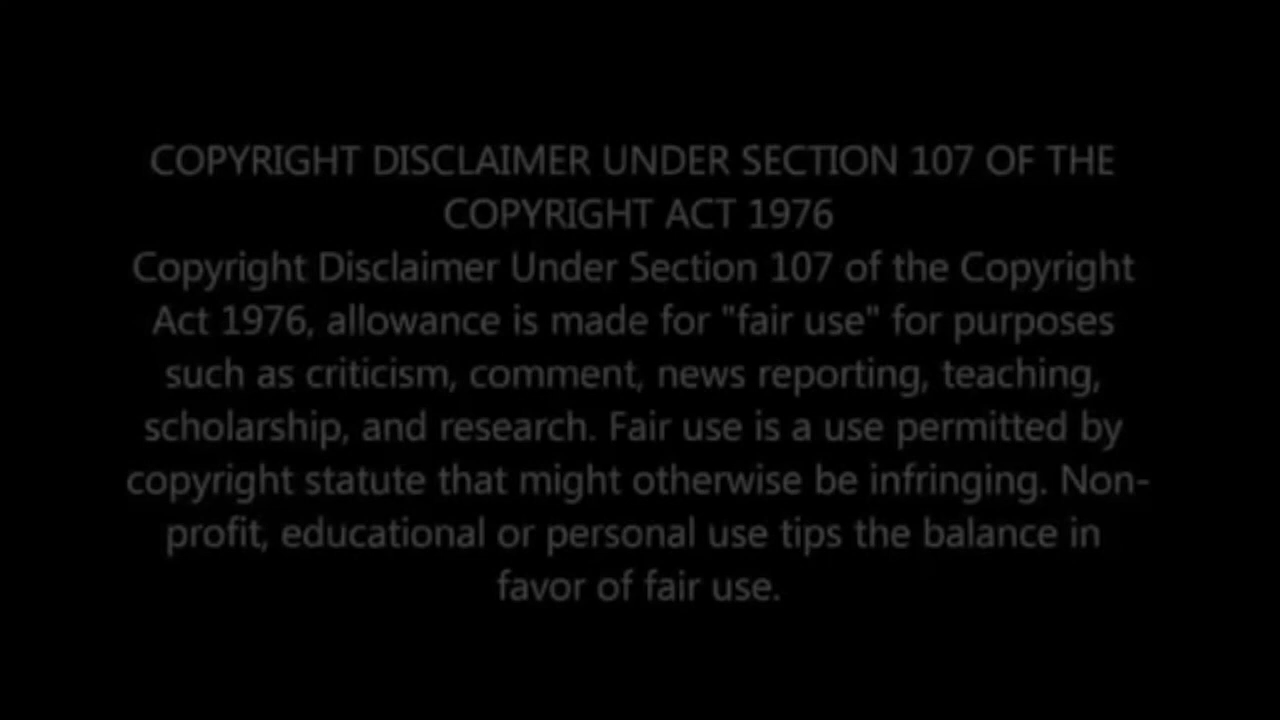 COPYRIGHT DISCLAIMER UNDER SECTION 107 OF THE
COPYRIGHT ACT 1976
Copyright Disclaimer Under Section 107 of the Copyright
Act 1976, allowance is made for "fair use" for purposes
such as criticism, comment, news reporting, teaching,
scholarship, and research. Fair use is a use permitted by
copyright statute that might otherwise be infringing. Non-
profit, educational or personal use tips the balance in
favor of fair use.